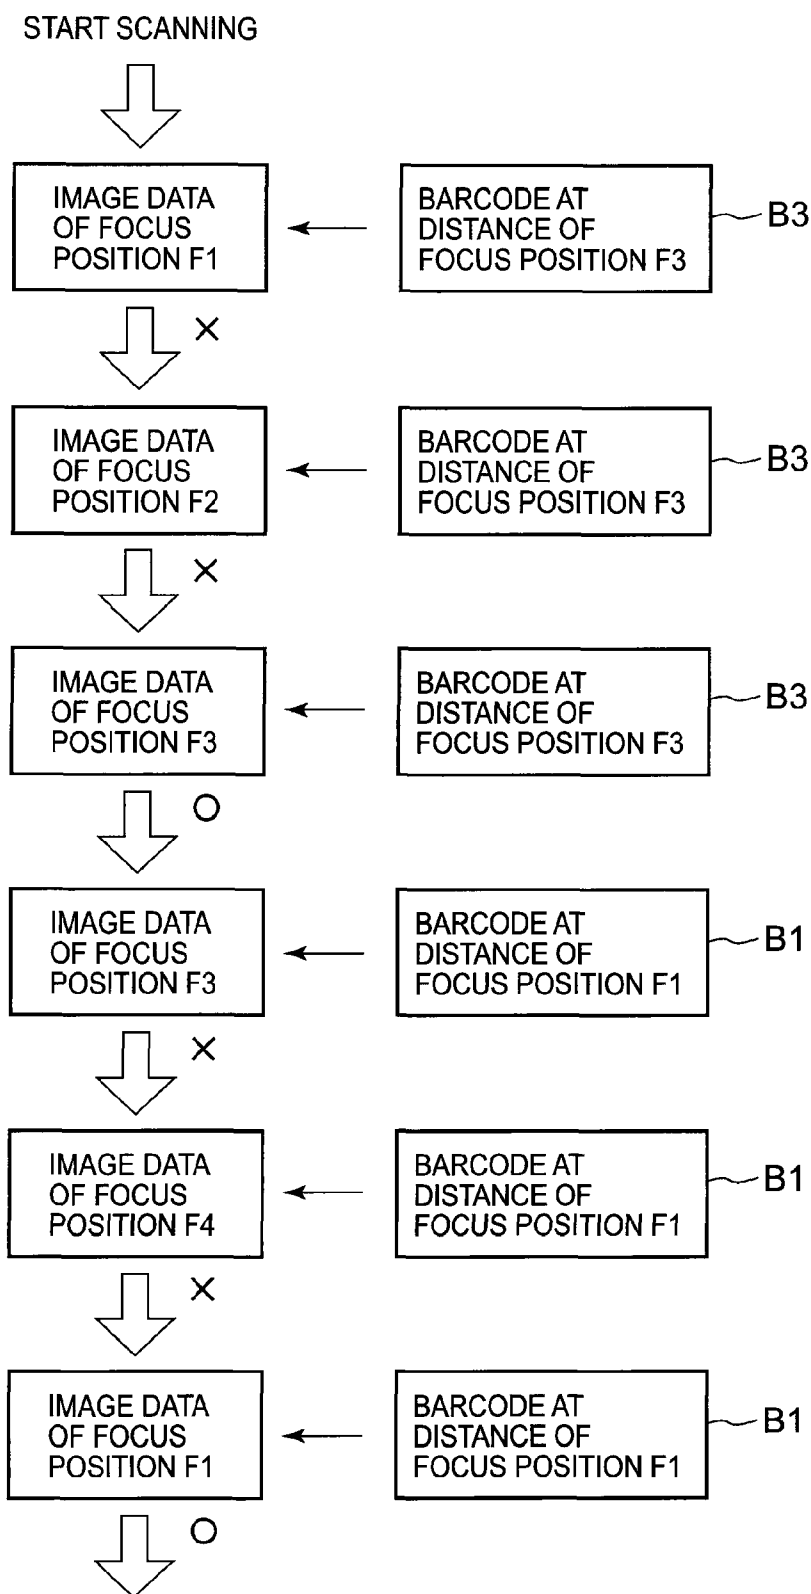 START SCANNING
IMAGE DATA
OF FOCUS
POSITION F1
BARCODE AT
DISTANCE OF
FOCUS POSITION F3
B3
×
IMAGE DATA
OF FOCUS
POSITION F2
BARCODE AT
DISTANCE OF
FOCUS POSITION F3
B3
×
IMAGE DATA
OF FOCUS
POSITION F3
BARCODE AT
DISTANCE OF
FOCUS POSITION F3
B3
○
IMAGE DATA
OF FOCUS
POSITION F3
BARCODE AT
DISTANCE OF
FOCUS POSITION F1
B1
×
IMAGE DATA
OF FOCUS
POSITION F4
BARCODE AT
DISTANCE OF
FOCUS POSITION F1
B1
×
IMAGE DATA
OF FOCUS
POSITION F1
BARCODE AT
DISTANCE OF
FOCUS POSITION F1
B1
○